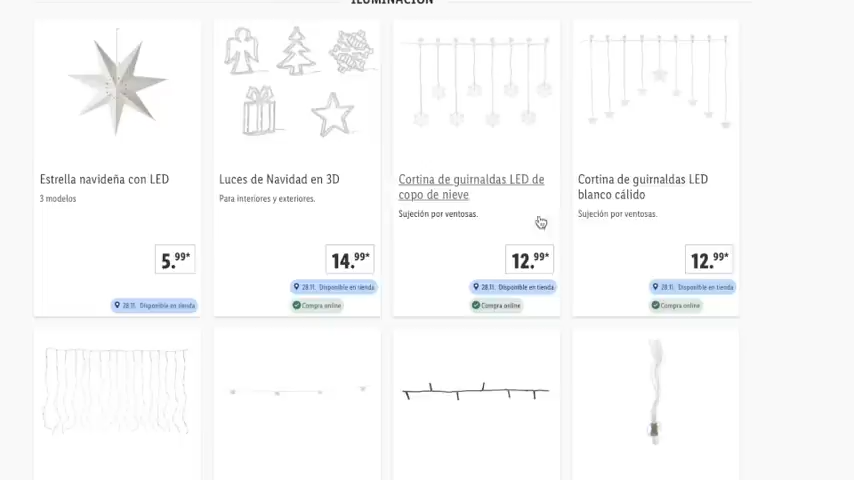 ILUMINACIÓN
Estrella navideña con LED
3 modelos
5.99*
28.11. Disponible en tienda
Luces de Navidad en 3D
Para interiores y exteriores.
14.99*
28.11. Disponible en tienda
Compra online
Cortina de guirnaldas LED de
copo de nieve
Sujeción por ventosas.
12.99*
28.11. Disponible en tienda
Compra online
Cortina de guirnaldas LED
blanco cálido
Sujeción por ventosas.
12.99*
28.11. Disponible en tienda
Compra online